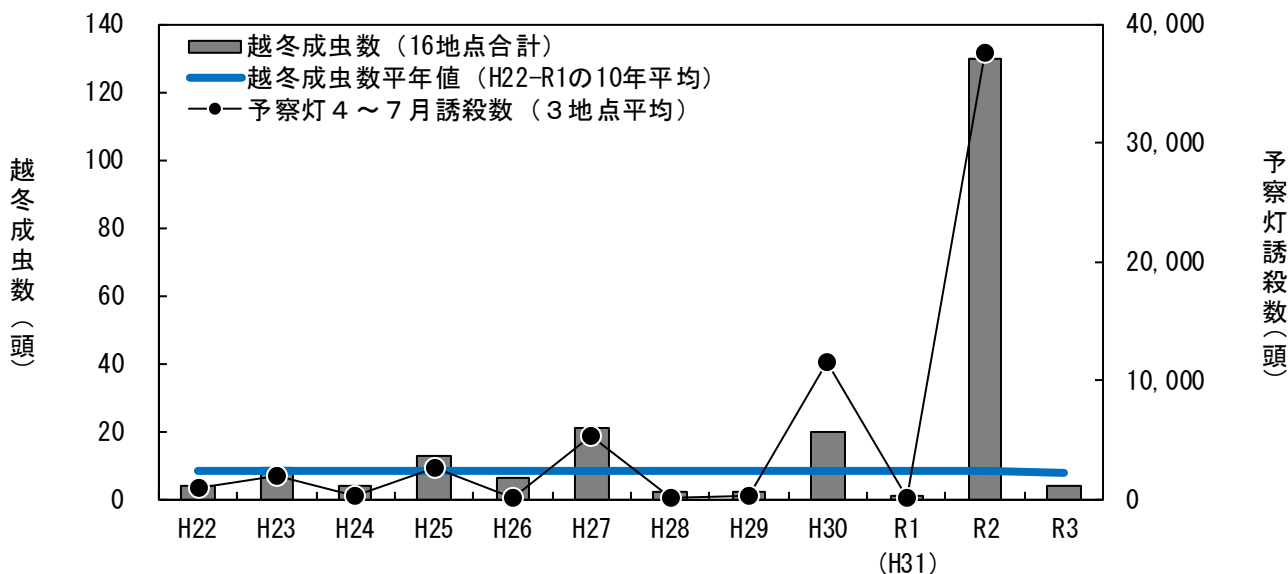 越冬成虫数（16地点合計）
越冬成虫数平年値（H22-R1の10年平均）
予察灯４～７月誘殺数（３地点平均）
越冬成虫数（頭）
140
120
100
80
60
40
20
0
40,000
30,000
20,000
10,000
0
予察灯誘殺数（頭）
H22 H23 H24 H25 H26 H27 H28 H29 H30 R1 R2 R3
（H31）